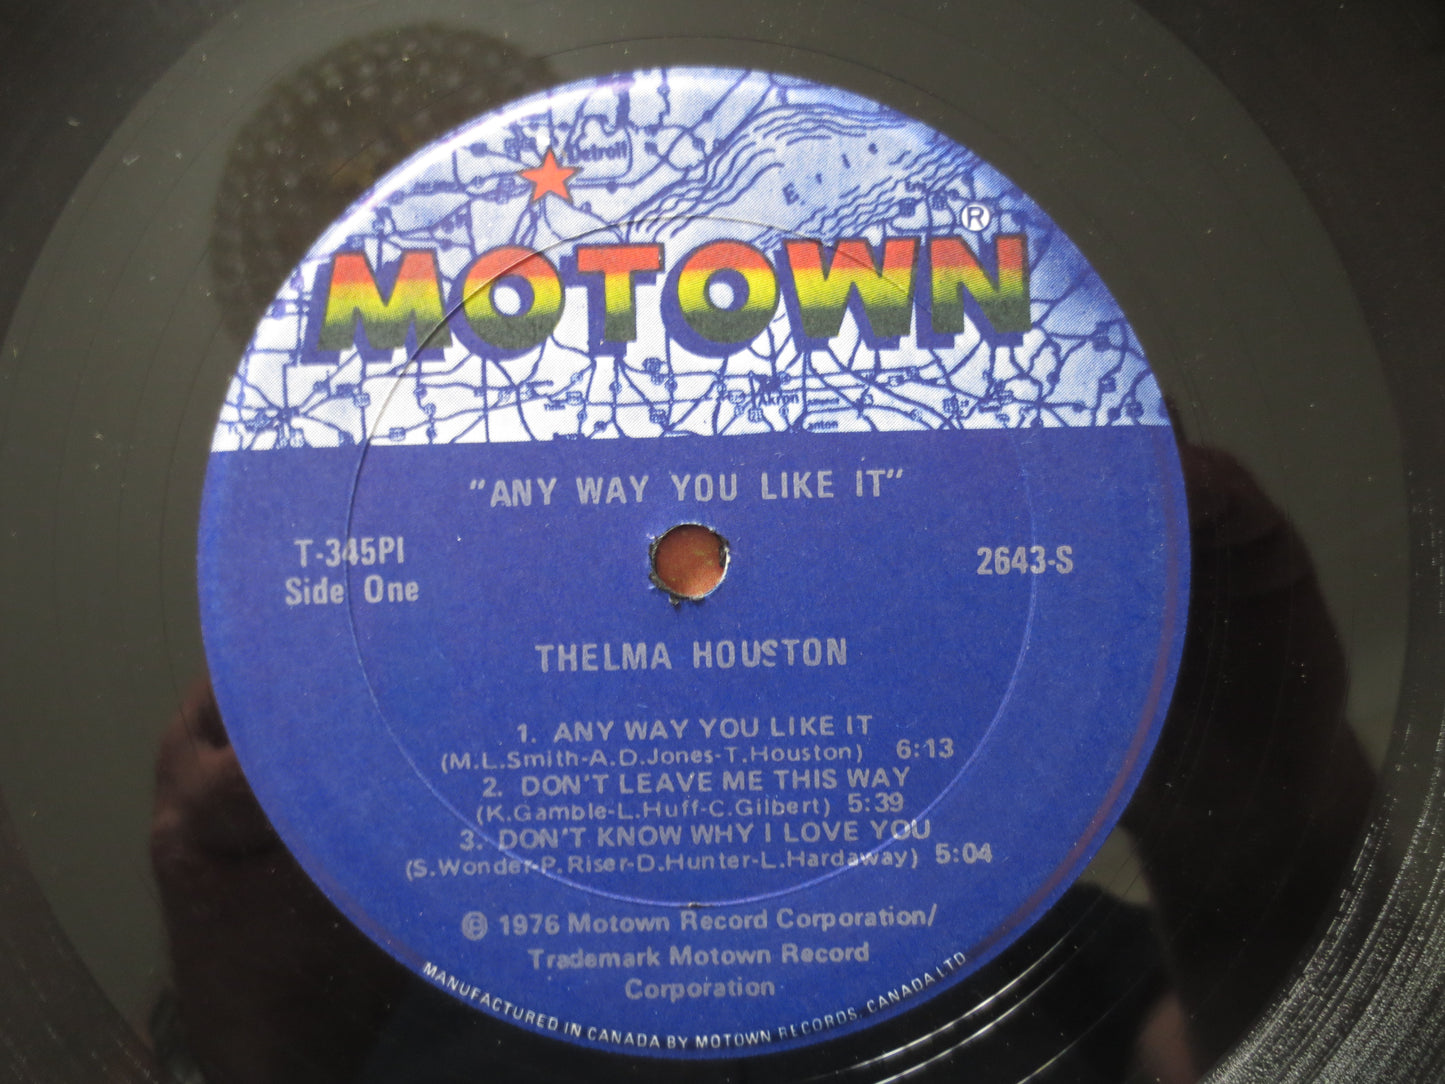 Detroit
E R I
MOTOWN®
Akron
"ANY WAY YOU LIKE IT"
T-345P1
Side One
2643-S
THELMA HOUSTON
1. ANY WAY YOU LIKE IT
(M.L.Smith-A.D.Jones-T.Houston) 6:13
2. DON'T LEAVE ME THIS WAY
(K.Gamble-L.Huff-C.Gilbert) 5:39
3. DON'T KNOW WHY I LOVE YOU
(S.Wonder-P.Riser-D.Hunter-L.Hardaway) 5:04
℗ 1976 Motown Record Corporation/
Trademark Motown Record
Corporation
MANUFACTURED IN CANADA BY MOTOWN RECORDS, CANADA LTD